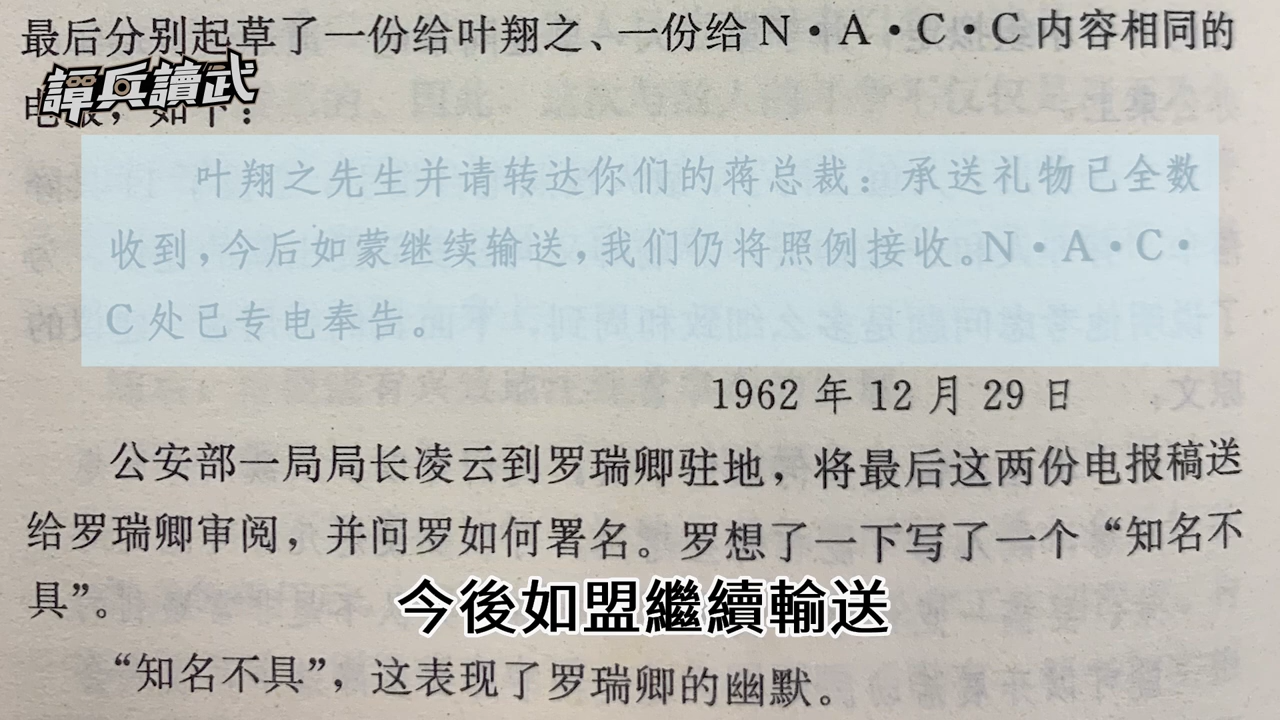 最后分别起草了一份给叶翔之、一份给N·A·C·C内容相同的
譚兵讀武
电报，如下：
叶翔之先生并请转达你们的蒋总裁：承送礼物已全数
收到，今后如蒙继续输送，我们仍将照例接收。N·A·C·
C处已专电奉告。
1962年12月29日
公安部一局局长凌云到罗瑞卿驻地，将最后这两份电报稿送
给罗瑞卿审阅，并问罗如何署名。罗想了一下写了一个“知名不
具”。
今後如盟繼續輸送
“知名不具”，这表现了罗瑞卿的幽默。